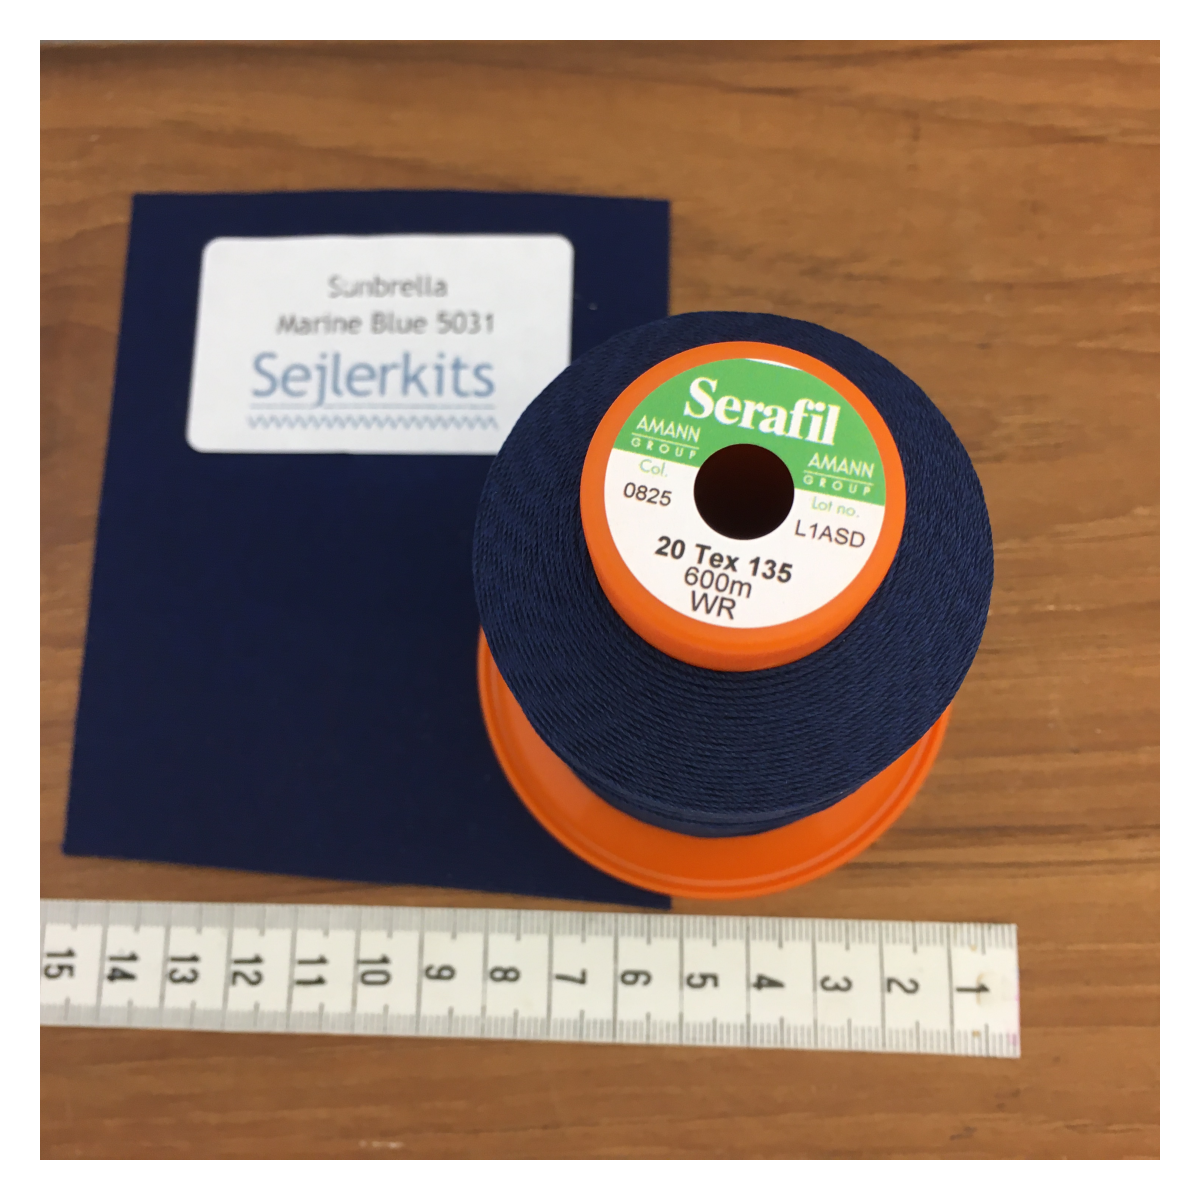 Sunbrella
Marine Blue 5031
Sejlerkits
Serafil
AMANN
GROUP
AMANN
GROUP
Col.
0825
Lot no.
L1ASD
20 Tex 135
600m
WR
15 14 13 12 11 10 9 8 7 6 5 4 3 2 1